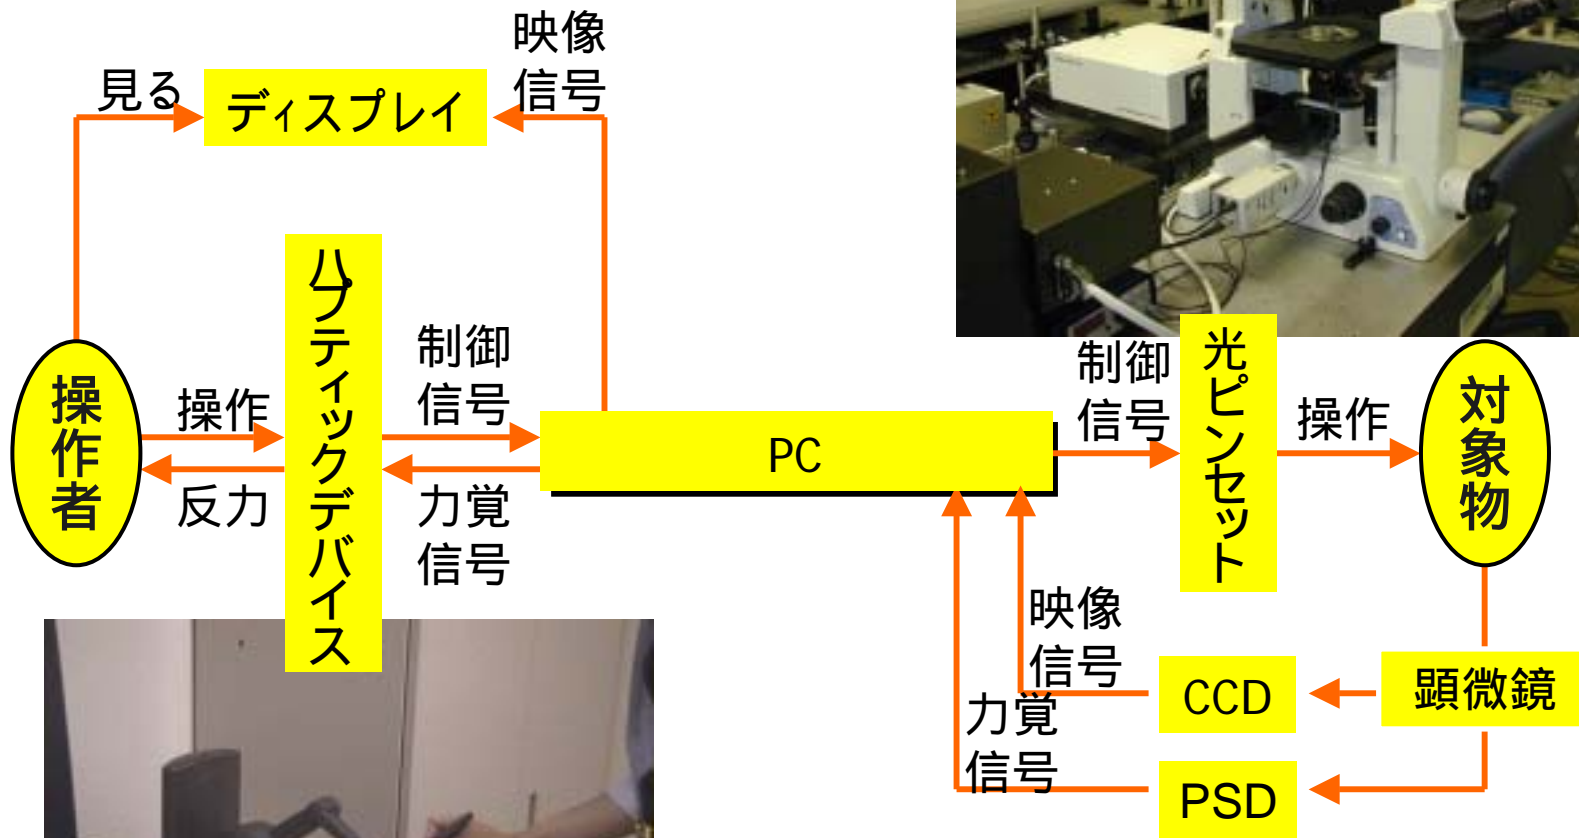 見る
ディスプレイ
映像
信号
操作者
操作
反力
ハプティックデバイス
制御
信号
力覚
信号
PC
制御
信号
光ピンセット
操作
対象物
映像
信号
力覚
信号
CCD
PSD
顕微鏡